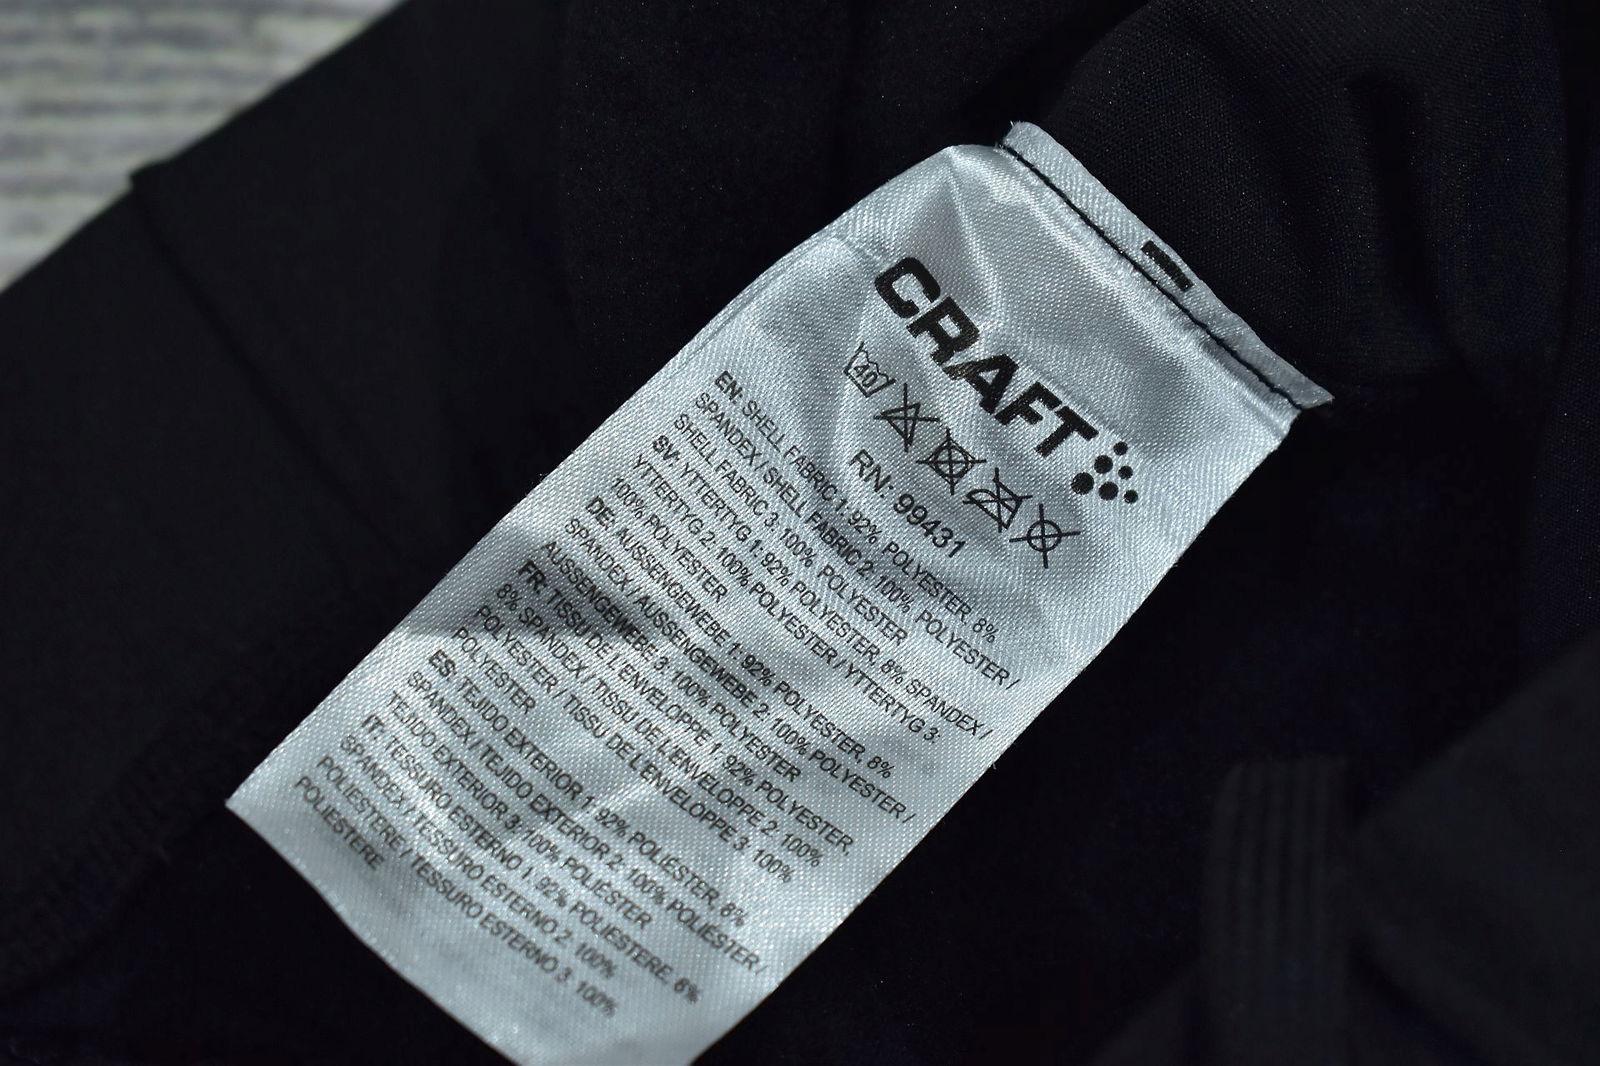 CRAFT
40
RN: 99431
EN: SHELL FABRIC 1. 92% POLYESTER, 8%
SPANDEX / SHELL FABRIC 2. 100% POLYESTER /
SHELL FABRIC 3. 100% POLYESTER
SV: YTTERTYG 1: 92% POLYESTER, 8% SPANDEX /
YTTERTYG 2: 100% POLYESTER / YTTERTYG 3:
100% POLYESTER
DE: AUSSENGEWEBE 1: 92% POLYESTER, 8%
SPANDEX / AUSSENGEWEBE 2: 100% POLYESTER /
AUSSENGEWEBE 3: 100% POLYESTER
FR: TISSU DE L'ENVELOPPE 1. 92% POLYESTER,
8% SPANDEX / TISSU DE L'ENVELOPPE 2: 100%
POLYESTER / TISSU DE L'ENVELOPPE 3. 100%
POLYESTER
ES: TEJIDO EXTERIOR 1: 92% POLIÉSTER, 8%
SPANDEX / TEJIDO EXTERIOR 2: 100% POLIÉSTER /
TEJIDO EXTERIOR 3: 100% POLIÉSTER
IT: TESSURO ESTERNO 1. 92% POLIESTERE, 8%
SPANDEX / TESSURO ESTERNO 2: 100%
POLIESTERE / TESSURO ESTERNO 3. 100%
POLIESTERE